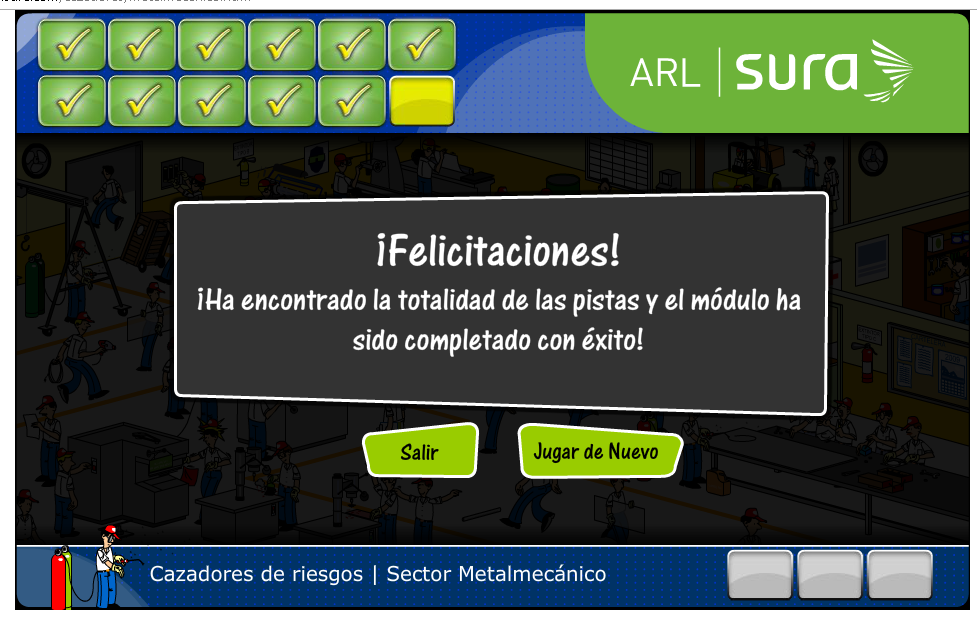 ARL | SURA
¡Felicitaciones!
¡Ha encontrado la totalidad de las pistas y el módulo ha
sido completado con éxito!
Salir
Jugar de Nuevo
Cazadores de riesgos | Sector Metalmecánico